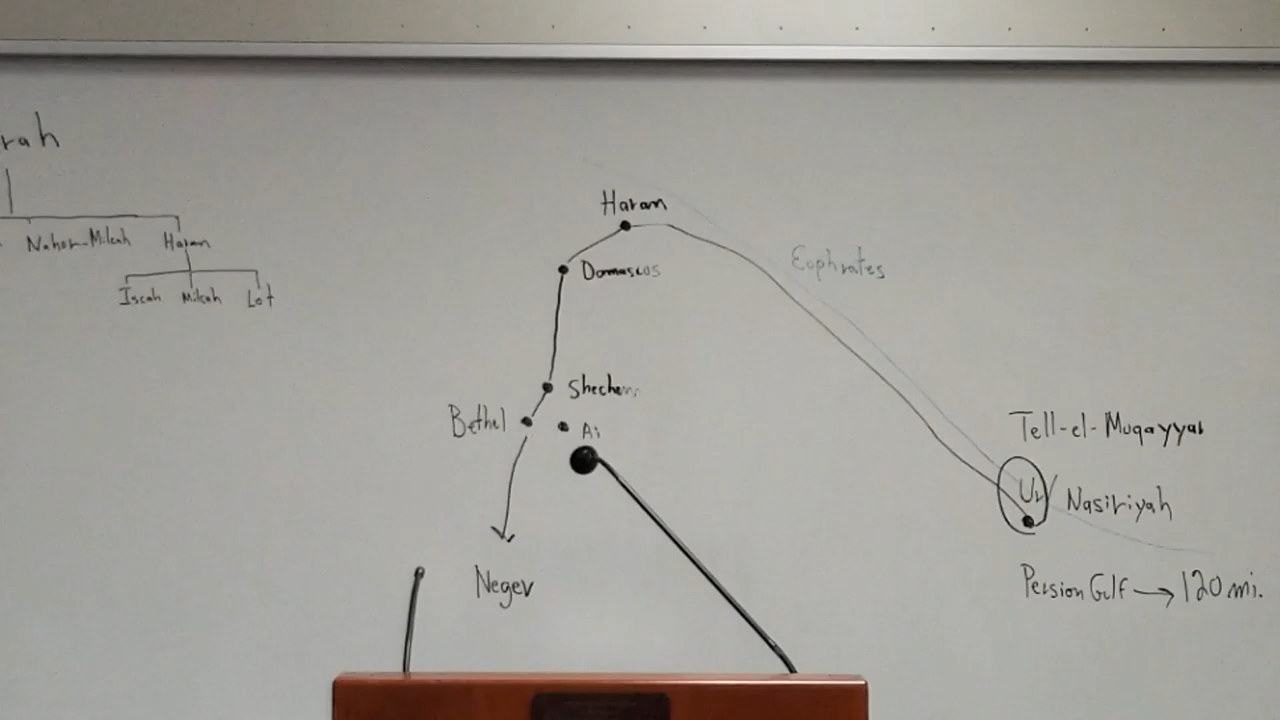 rah
Nahor-Milcah Haran
Iscah Milcah Lot
Haran
Damascus
Euphrates
Shechem
Bethel
Ai
Negev
Tell-el-Muqayyar
Ur
Nasiriyah
Persion Gulf → 120 mi.